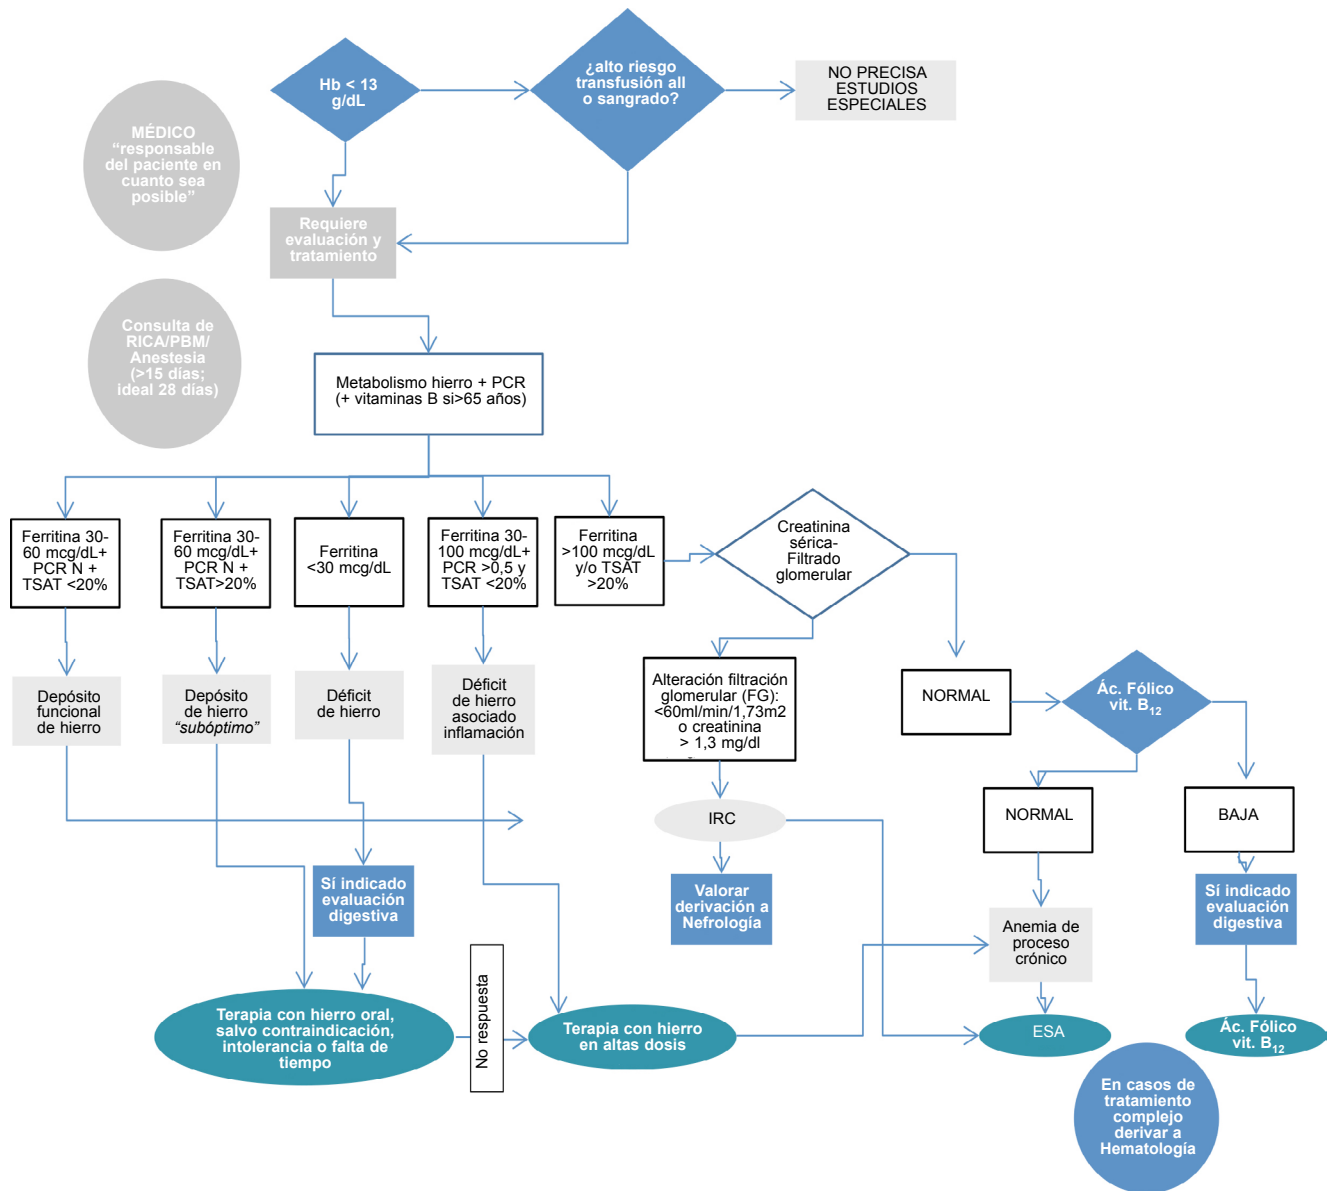 Hb < 13
g/dL
¿alto riesgo
transfusión all
o sangrado?
NO PRECISA
ESTUDIOS
ESPECIALES
MÉDICO
“responsable
del paciente en
cuanto sea
posible”
Requiere
evaluación y
tratamiento
Consulta de
RICA/PBM/
Anestesia
(>15 días;
ideal 28 días)
Metabolismo hierro + PCR
(+ vitaminas B si>65 años)
Ferritina 30-
60 mcg/dL+
PCR N +
TSAT <20%
Ferritina 30-
60 mcg/dL+
PCR N +
TSAT>20%
Ferritina
<30 mcg/dL
Ferritina 30-
100 mcg/dL+
PCR >0,5 y
TSAT <20%
Ferritina
>100 mcg/dL
y/o TSAT
>20%
Creatinina
sérica-
Filtrado
glomerular
Depósito
funcional
de hierro
Depósito
de hierro
“subóptimo”
Déficit
de hierro
Déficit
de hierro
asociado
inflamación
Alteración filtración
glomerular (FG):
<60ml/min/1,73m2
o creatinina
> 1,3 mg/dl
NORMAL
Ác. Fólico
vit. B12
IRC
NORMAL
BAJA
Sí indicado
evaluación
digestiva
Valorar
derivación a
Nefrología
Anemia de
proceso
crónico
Sí indicado
evaluación
digestiva
Terapia con hierro oral,
salvo contraindicación,
intolerancia o falta de
tiempo
No respuesta
Terapia con hierro
en altas dosis
ESA
Ác. Fólico
vit. B12
En casos de
tratamiento
complejo
derivar a
Hematología